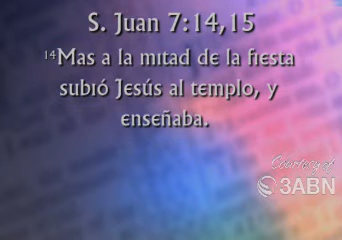 S. Juan 7:14,15
14Mas a la mitad de la fiesta
subió Jesús al templo, y
enseñaba.
Courtesy of
3ABN